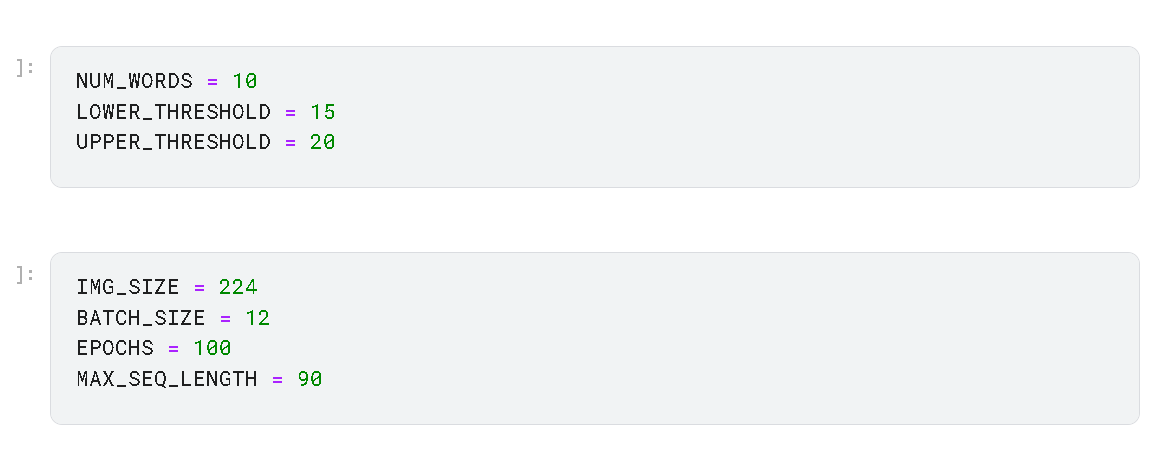 ]:
NUM_WORDS = 10
LOWER_THRESHOLD = 15
UPPER_THRESHOLD = 20
]:
IMG_SIZE = 224
BATCH_SIZE = 12
EPOCHS = 100
MAX_SEQ_LENGTH = 90